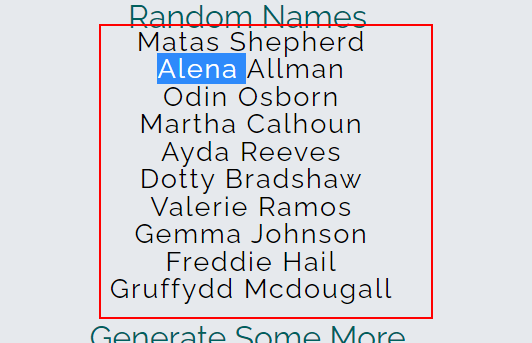 Random Names
Matas Shepherd
Alena Allman
Odin Osborn
Martha Calhoun
Ayda Reeves
Dotty Bradshaw
Valerie Ramos
Gemma Johnson
Freddie Hail
Gruffydd Mcdougall
Generate Some More